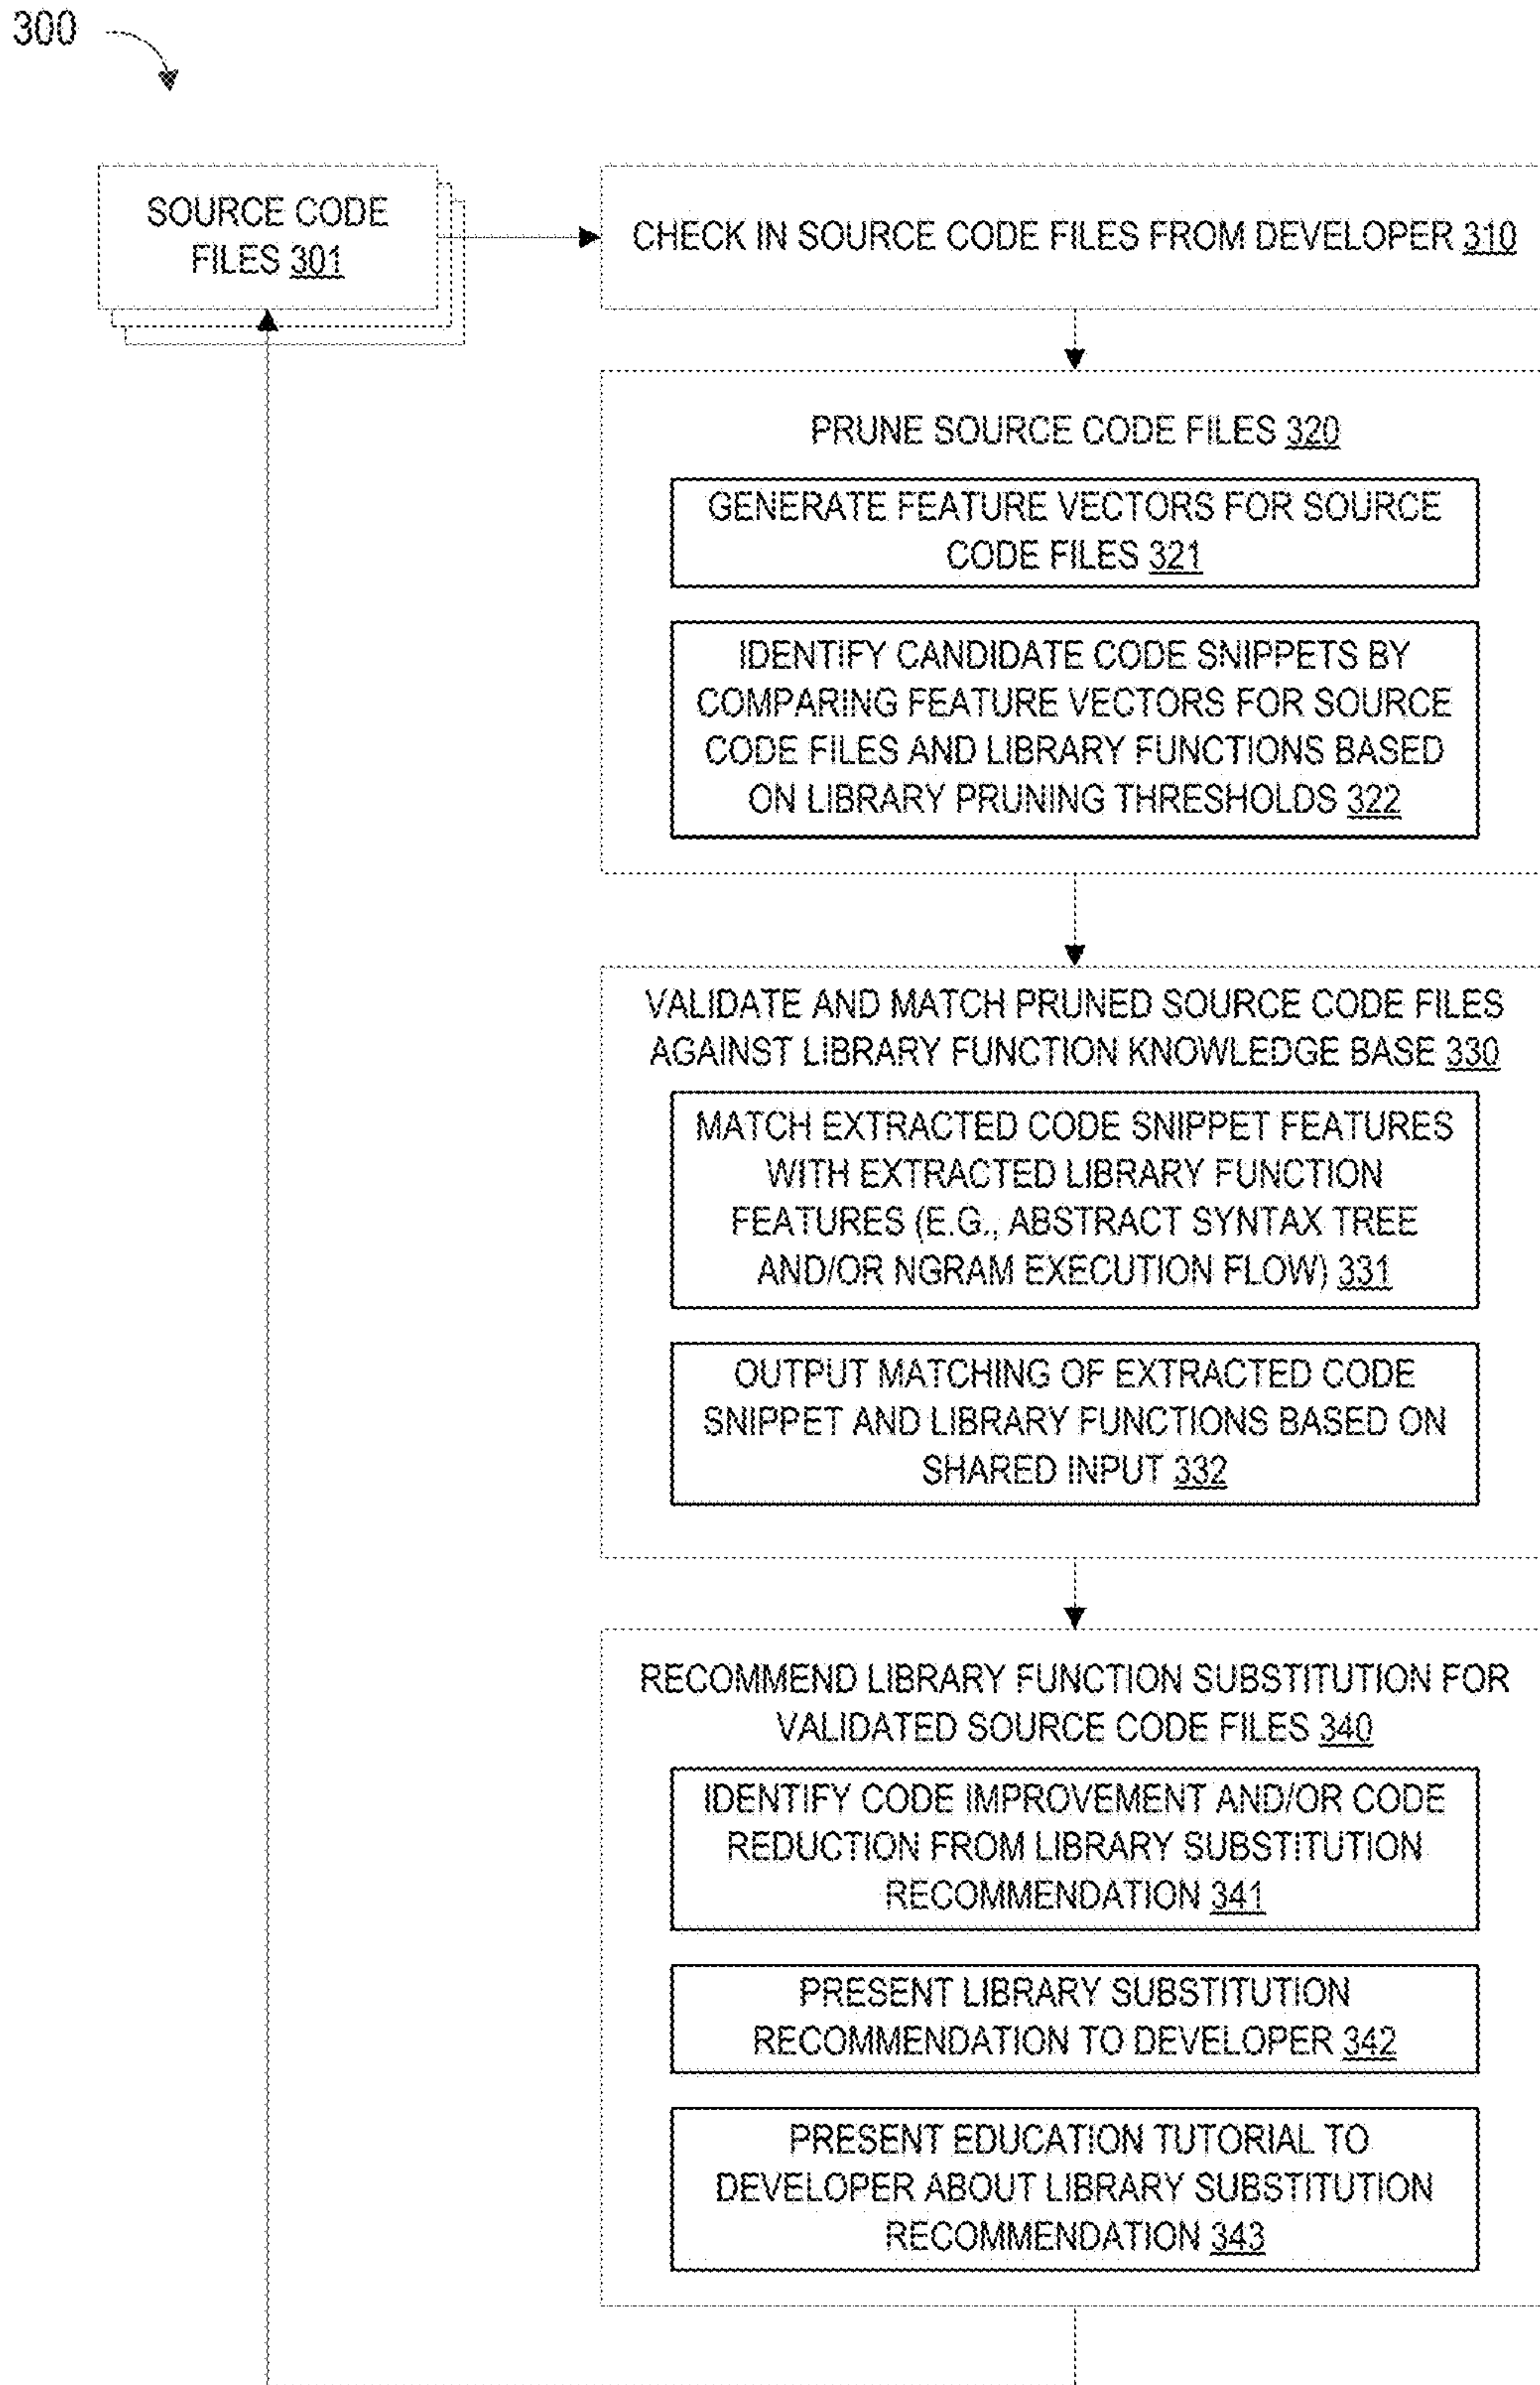 300
SOURCE CODE
FILES 301
CHECK IN SOURCE CODE FILES FROM DEVELOPER 310
PRUNE SOURCE CODE FILES 320
GENERATE FEATURE VECTORS FOR SOURCE
CODE FILES 321
IDENTIFY CANDIDATE CODE SNIPPETS BY
COMPARING FEATURE VECTORS FOR SOURCE
CODE FILES AND LIBRARY FUNCTIONS BASED
ON LIBRARY PRUNING THRESHOLDS 322
VALIDATE AND MATCH PRUNED SOURCE CODE FILES
AGAINST LIBRARY FUNCTION KNOWLEDGE BASE 330
MATCH EXTRACTED CODE SNIPPET FEATURES
WITH EXTRACTED LIBRARY FUNCTION
FEATURES (E.G., ABSTRACT SYNTAX TREE
AND/OR NGRAM EXECUTION FLOW) 331
OUTPUT MATCHING OF EXTRACTED CODE
SNIPPET AND LIBRARY FUNCTIONS BASED ON
SHARED INPUT 332
RECOMMEND LIBRARY FUNCTION SUBSTITUTION FOR
VALIDATED SOURCE CODE FILES 340
IDENTIFY CODE IMPROVEMENT AND/OR CODE
REDUCTION FROM LIBRARY SUBSTITUTION
RECOMMENDATION 341
PRESENT LIBRARY SUBSTITUTION
RECOMMENDATION TO DEVELOPER 342
PRESENT EDUCATION TUTORIAL TO
DEVELOPER ABOUT LIBRARY SUBSTITUTION
RECOMMENDATION 343